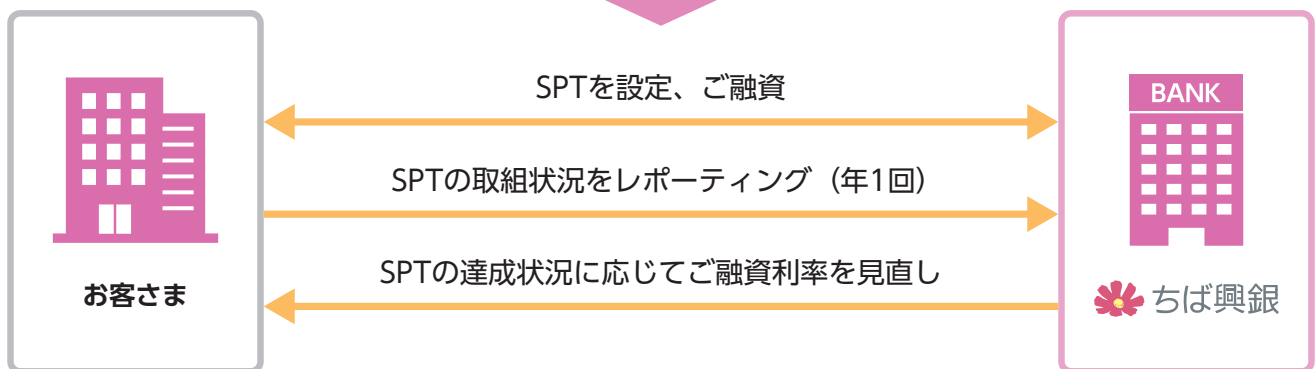 SPTを設定、ご融資
BANK
SPTの取組状況をレポーティング（年1回）
SPTの達成状況に応じてご融資利率を見直し
お客さま
ちば興銀